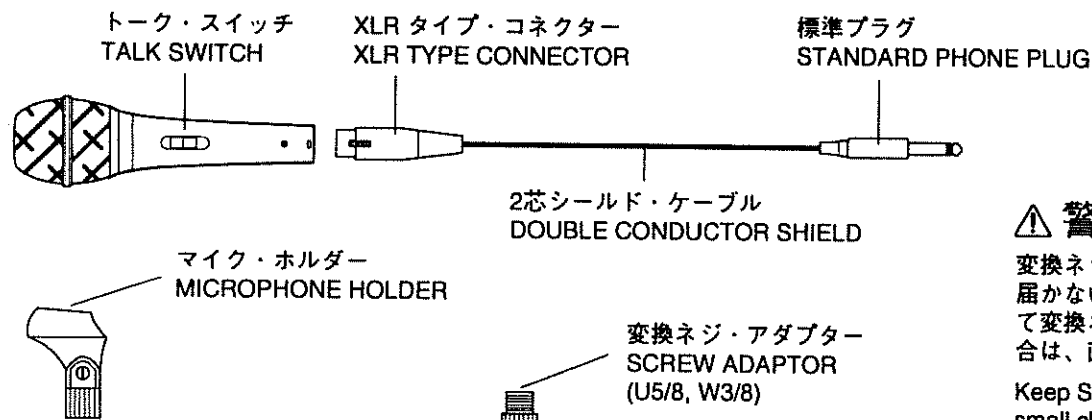 トーク・スイッチ
TALK SWITCH
XLR タイプ・コネクター
XLR TYPE CONNECTOR
標準プラグ
STANDARD PHONE PLUG
2芯シールド・ケーブル
DOUBLE CONDUCTOR SHIELD
マイク・ホルダー
MICROPHONE HOLDER
変換ネジ・アダプター
SCREW ADAPTOR
(U5/8, W3/8)
⚠ 警
変換ネ
届かない
て変換
合は、
Keep S